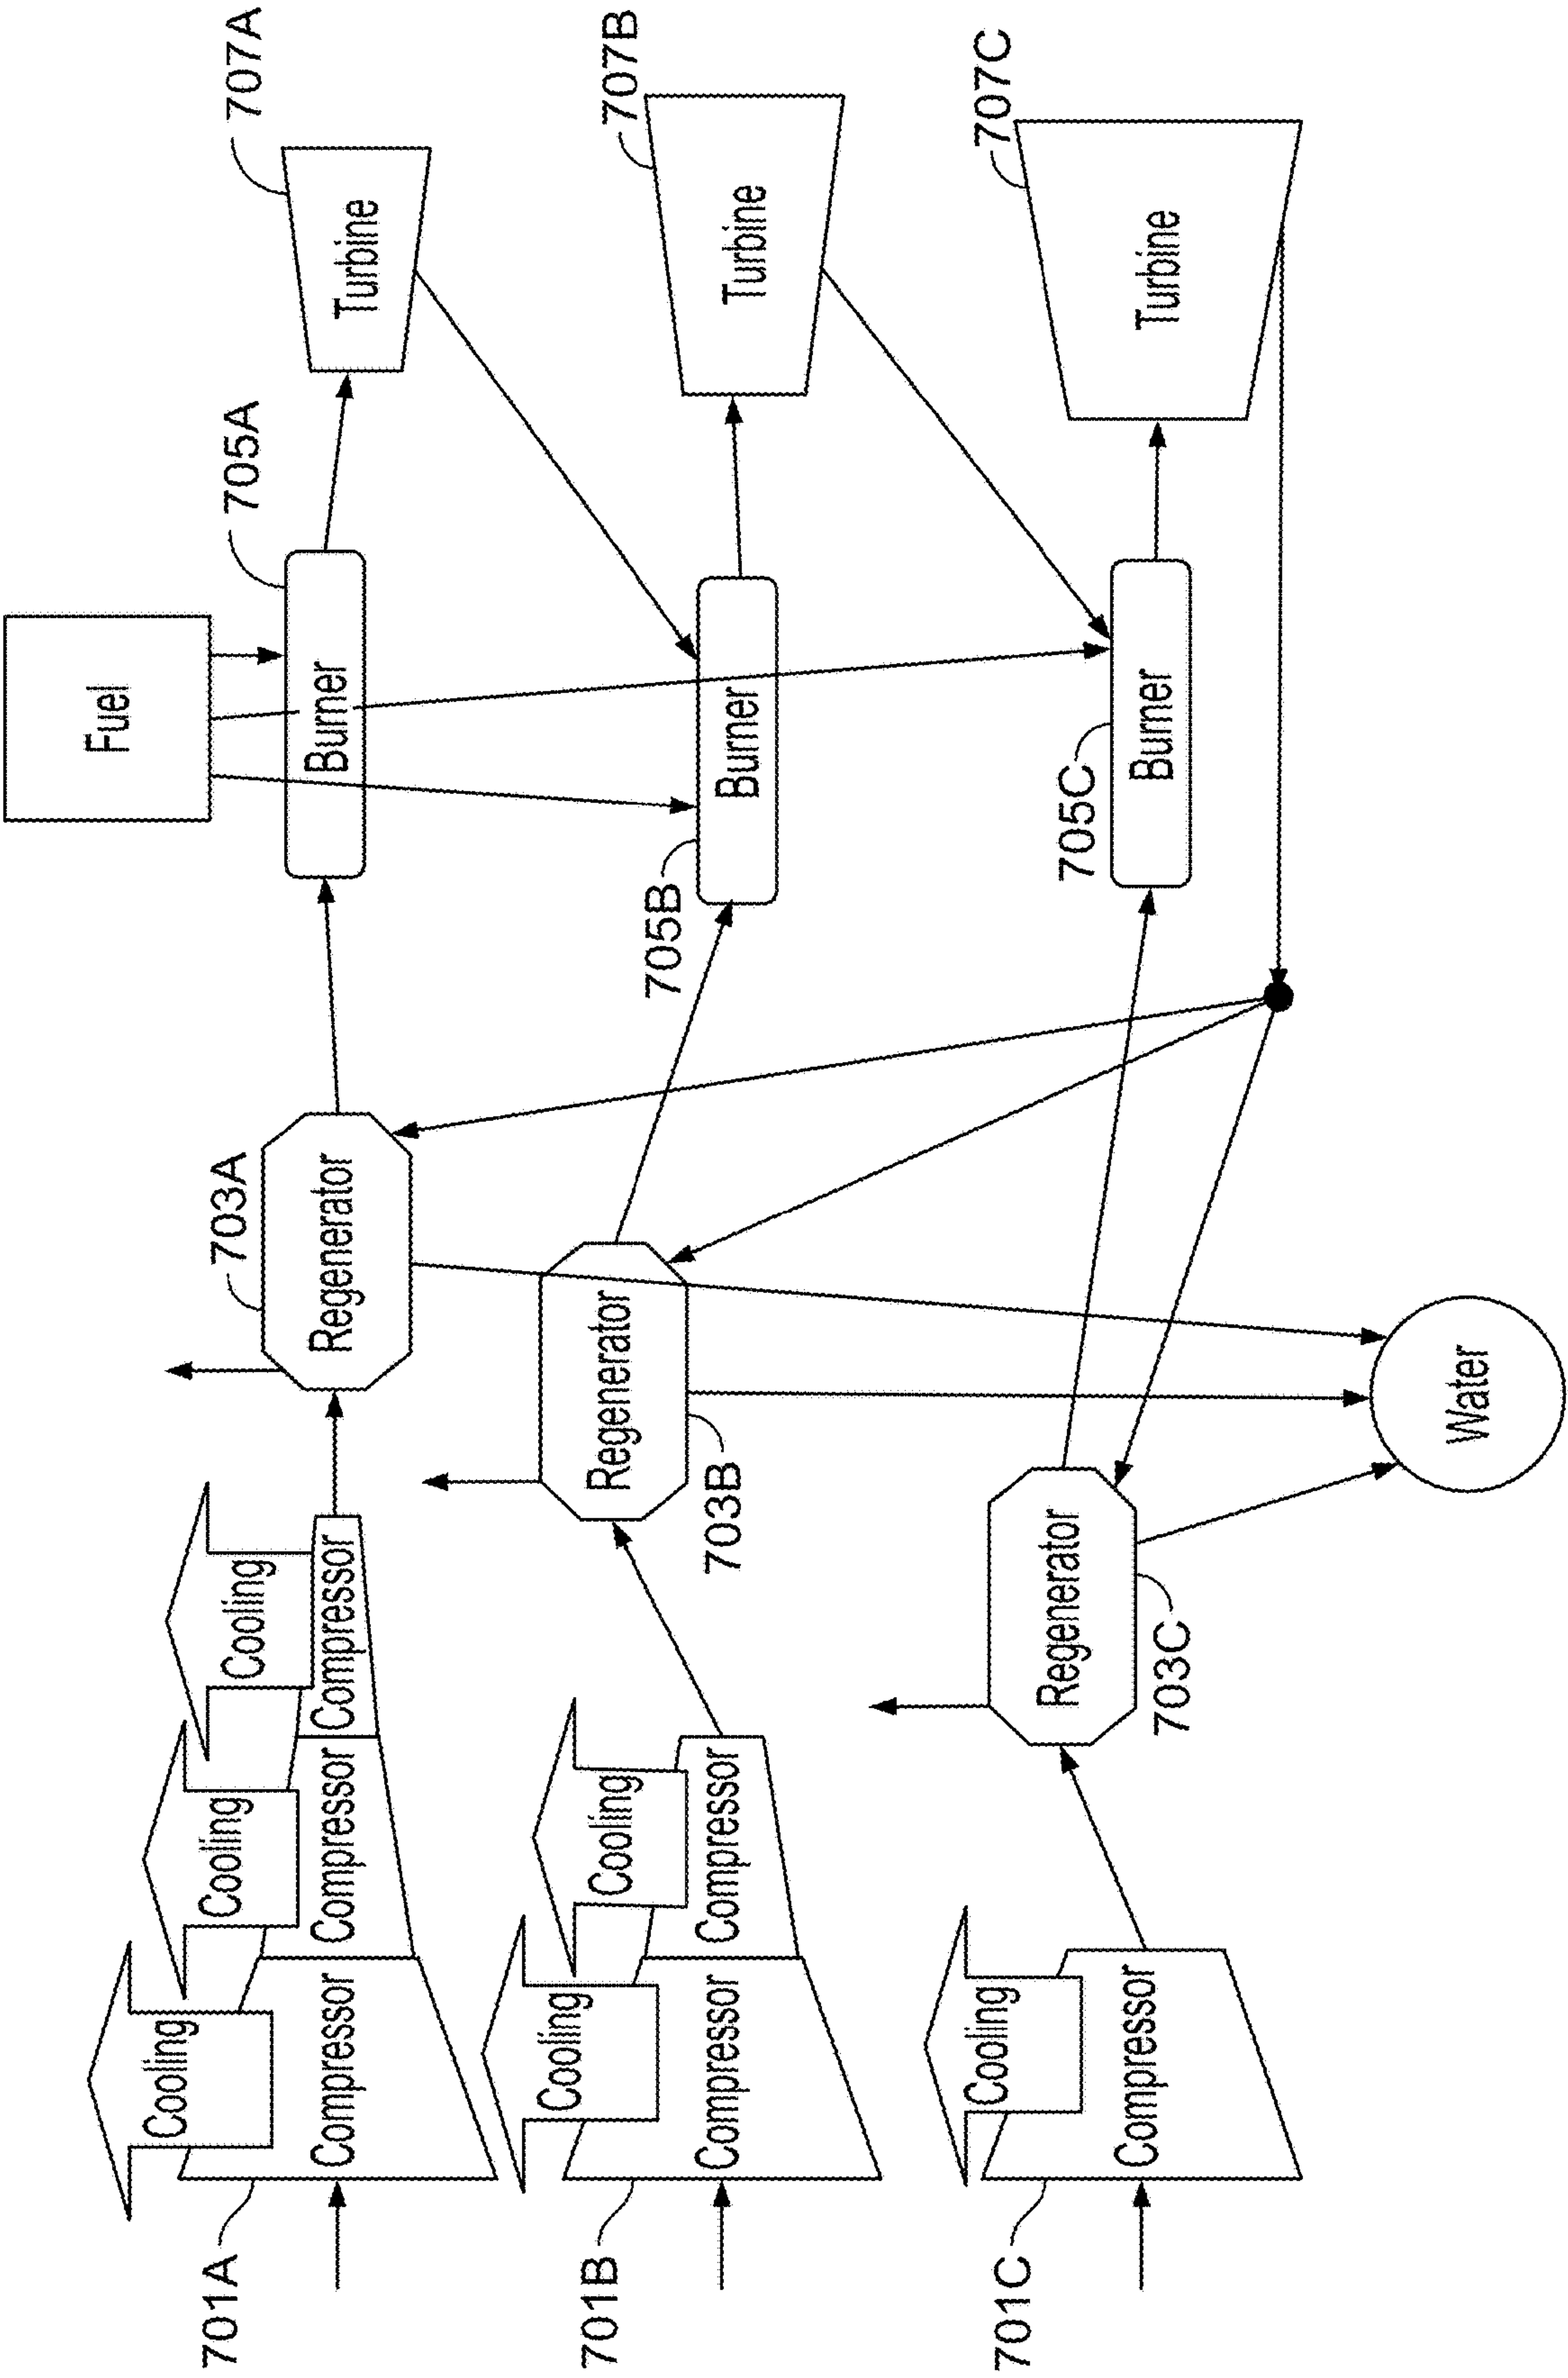 701A
Compressor
Cooling
Compressor
Cooling
Compressor
Cooling
703A
Regenerator
Fuel
705A
Burner
707A
Turbine
701B
Compressor
Cooling
Compressor
Cooling
703B
Regenerator
705B
Burner
707B
Turbine
701C
Compressor
Cooling
703C
Regenerator
705C
Burner
707C
Turbine
Water